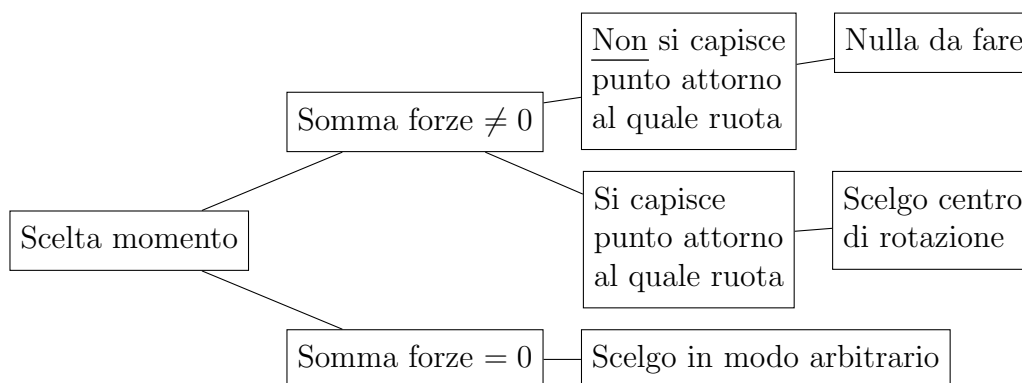 Non si capisce
punto attorno
al quale ruota
Nulla da fare
Somma forze ≠ 0
Si capisce
punto attorno
al quale ruota
Scelgo centro
di rotazione
Scelta momento
Somma forze = 0
Scelgo in modo arbitrario